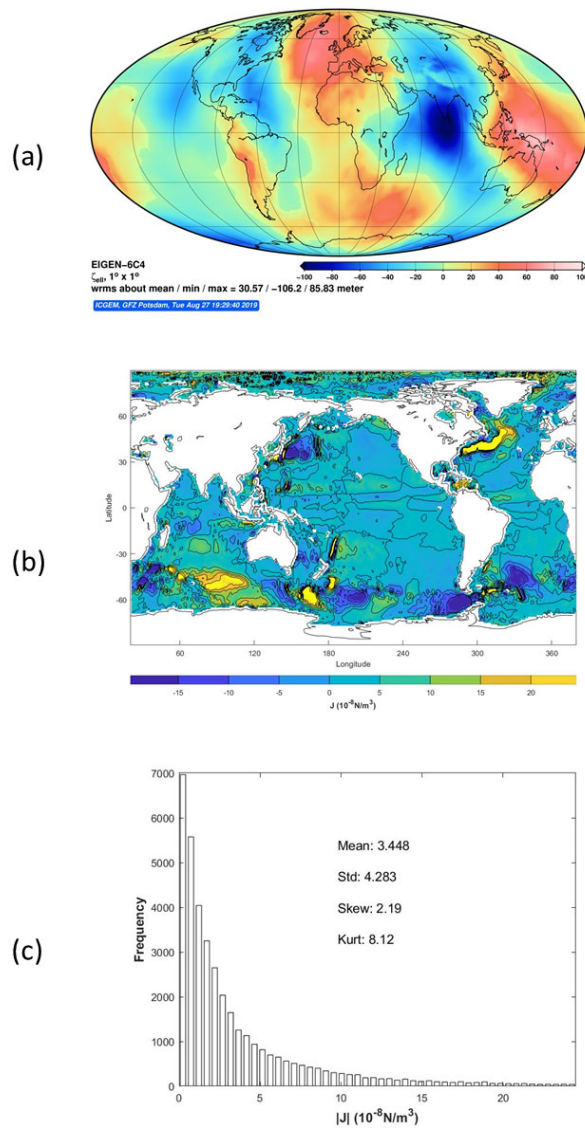 (a)
EIGEN-6C4
ζell, 1° x 1°
wrms about mean / min / max = 30.57 / -106.2 / 85.83 meter
ICGEM, GFZ Potsdam, Tue Aug 27 19:29:40 2019
-100 -80 -60 -40 -20 0 20 40 60 80 100
(b)
Latitude
60
30
0
-30
-60
60 120 180 240 300 360
Longitude
-15 -10 -5 0 5 10 15 20
J (10⁻⁸N/m³)
(c)
Frequency
7000
6000
5000
4000
3000
2000
1000
0
Mean: 3.448
Std: 4.283
Skew: 2.19
Kurt: 8.12
0 5 10 15 20
|J| (10⁻⁸N/m³)